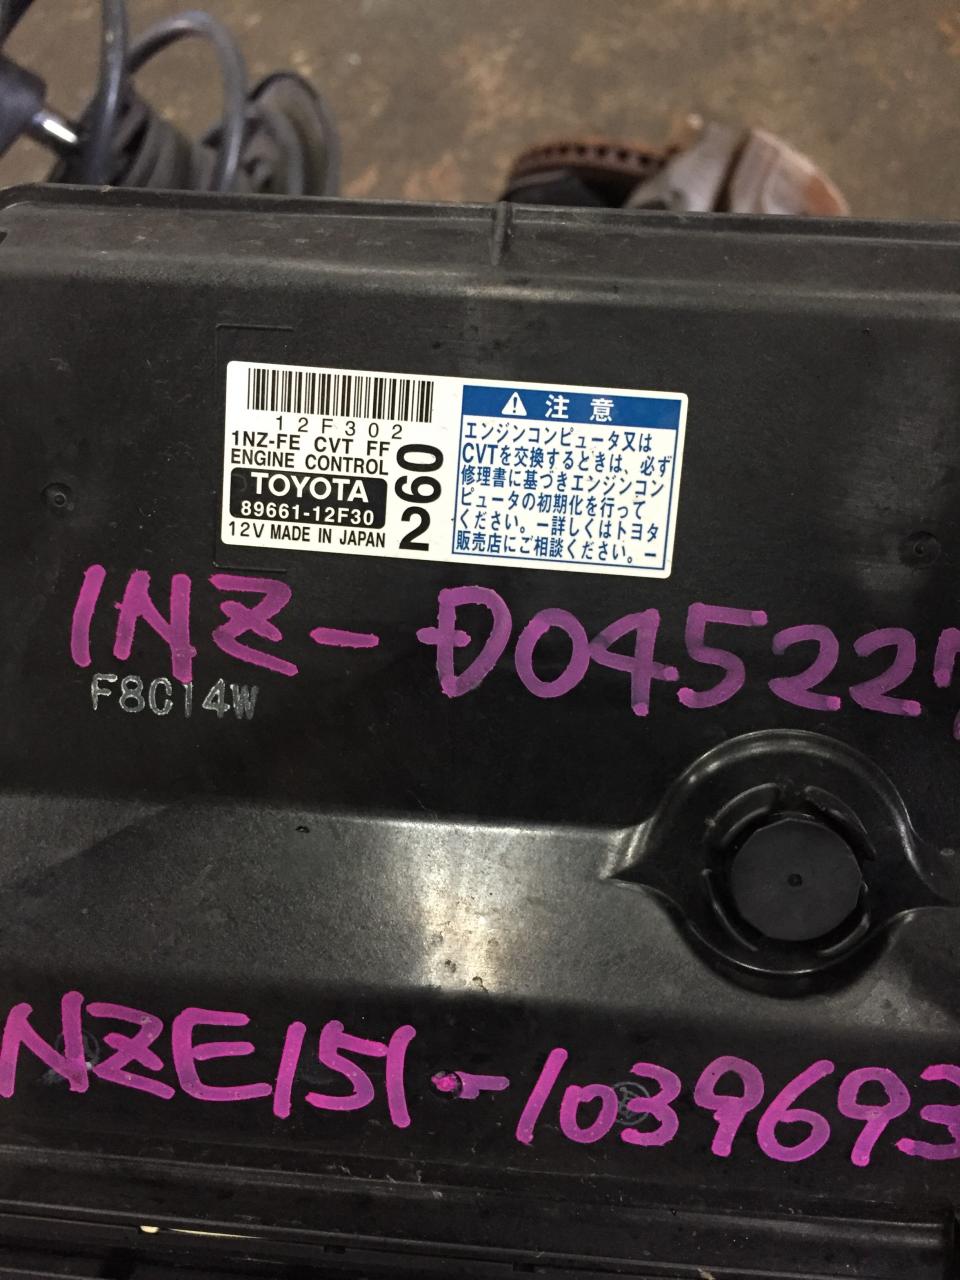 12F302
1NZ-FE CVT FF
ENGINE CONTROL
TOYOTA
89661-12F30
12V MADE IN JAPAN
260
注意
エンジンコンピュータ又は
CVTを交換するときは、必ず
修理書に基づきエンジンコン
ピュータの初期化を行って
ください。ー詳しくはトヨタ
販売店にご相談ください。ー
1NZ-D045227
F8C14W
NZE151-1039693